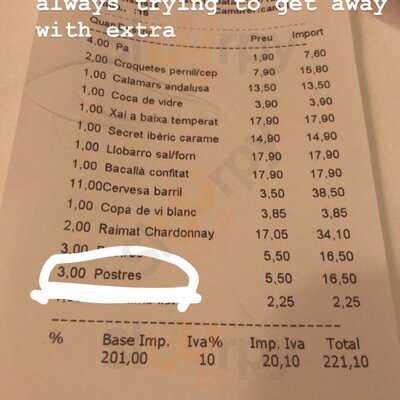 always trying to get away
with extra
Preu Import
4,00 Pa 1,90 7,60
2,00 Croquetes pernil/cep 7,90 15,80
1,00 Calamars andalusa 13,50 13,50
1,00 Coca de vidre 3,90 3,90
1,00 Xai a baixa temperat 17,90 17,90
1,00 Secret ibèric carame 14,90 14,90
1,00 Llobarro sal/forn 17,90 17,90
1,00 Bacallà confitat 17,90 17,90
11,00 Cervesa barril 3,50 38,50
1,00 Copa de vi blanc 3,85 3,85
2,00 Raimat Chardonnay 17,05 34,10
3,00 5,50 16,50
3,00 Postres 5,50 16,50
2,25 2,25
% Base Imp. Iva% Imp. Iva Total
201,00 10 20,10 221,10